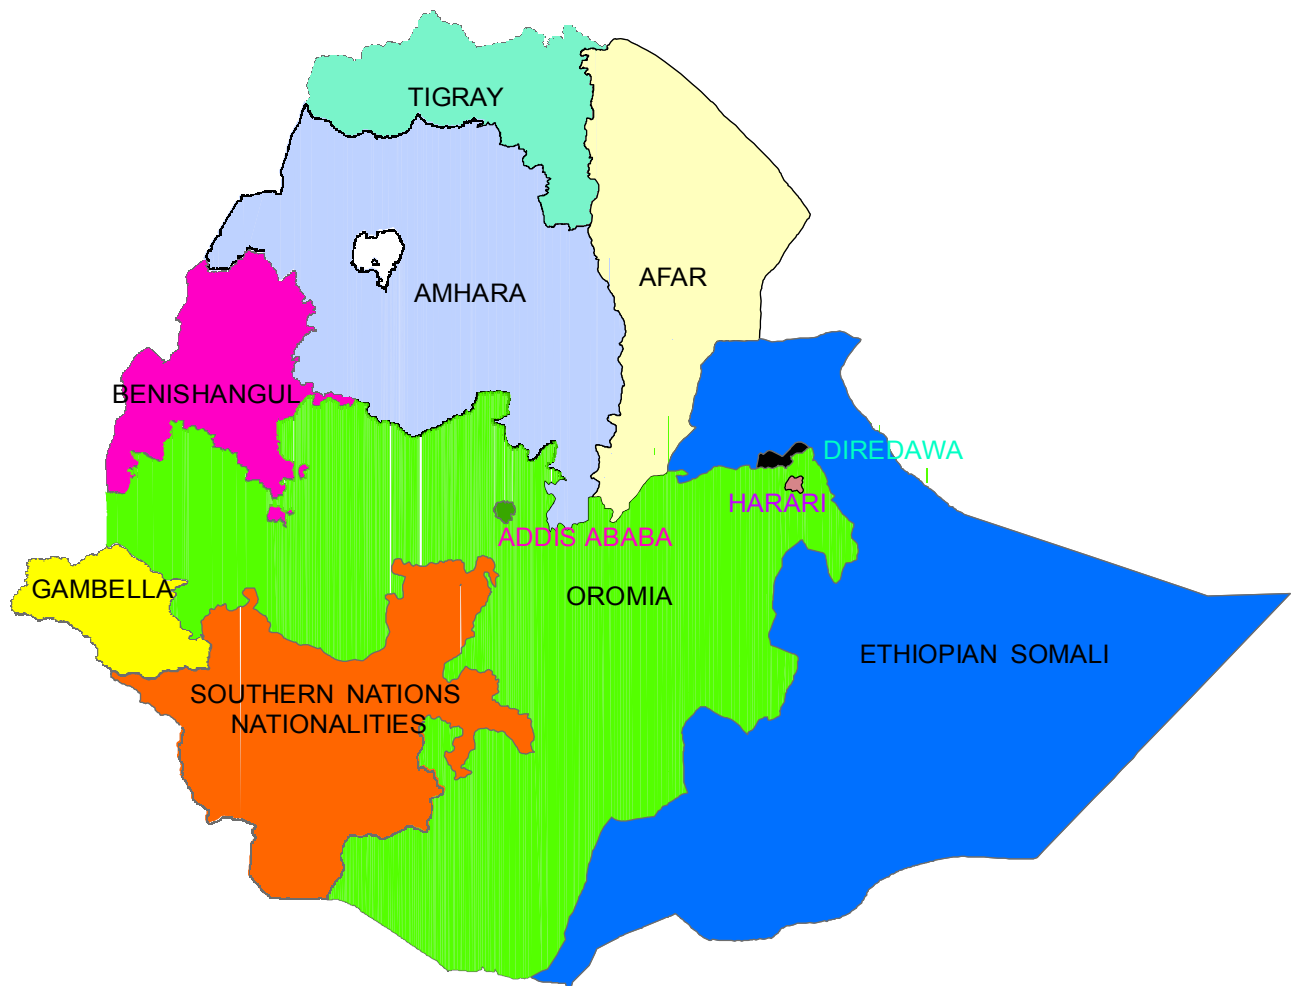 TIGRAY
AFAR
AMHARA
BENISHANGUL
DIREDAWA
HARARI
ADDIS ABABA
GAMBELLA
OROMIA
ETHIOPIAN SOMALI
SOUTHERN NATIONS
NATIONALITIES